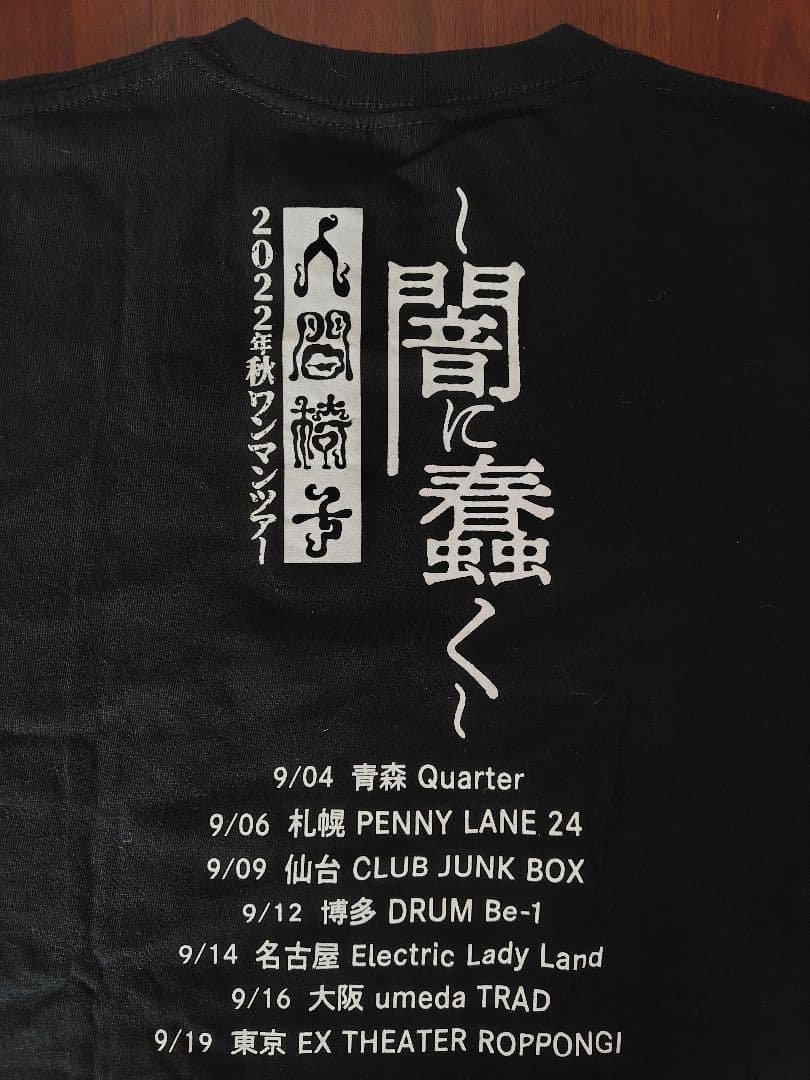 ～闇に蠢く～
人間椅子
2022年秋ワンマンツアー
9/04 青森 Quarter
9/06 札幌 PENNY LANE 24
9/09 仙台 CLUB JUNK BOX
9/12 博多 DRUM Be-1
9/14 名古屋 Electric Lady Land
9/16 大阪 umeda TRAD
9/19 東京 EX THEATER ROPPONGI